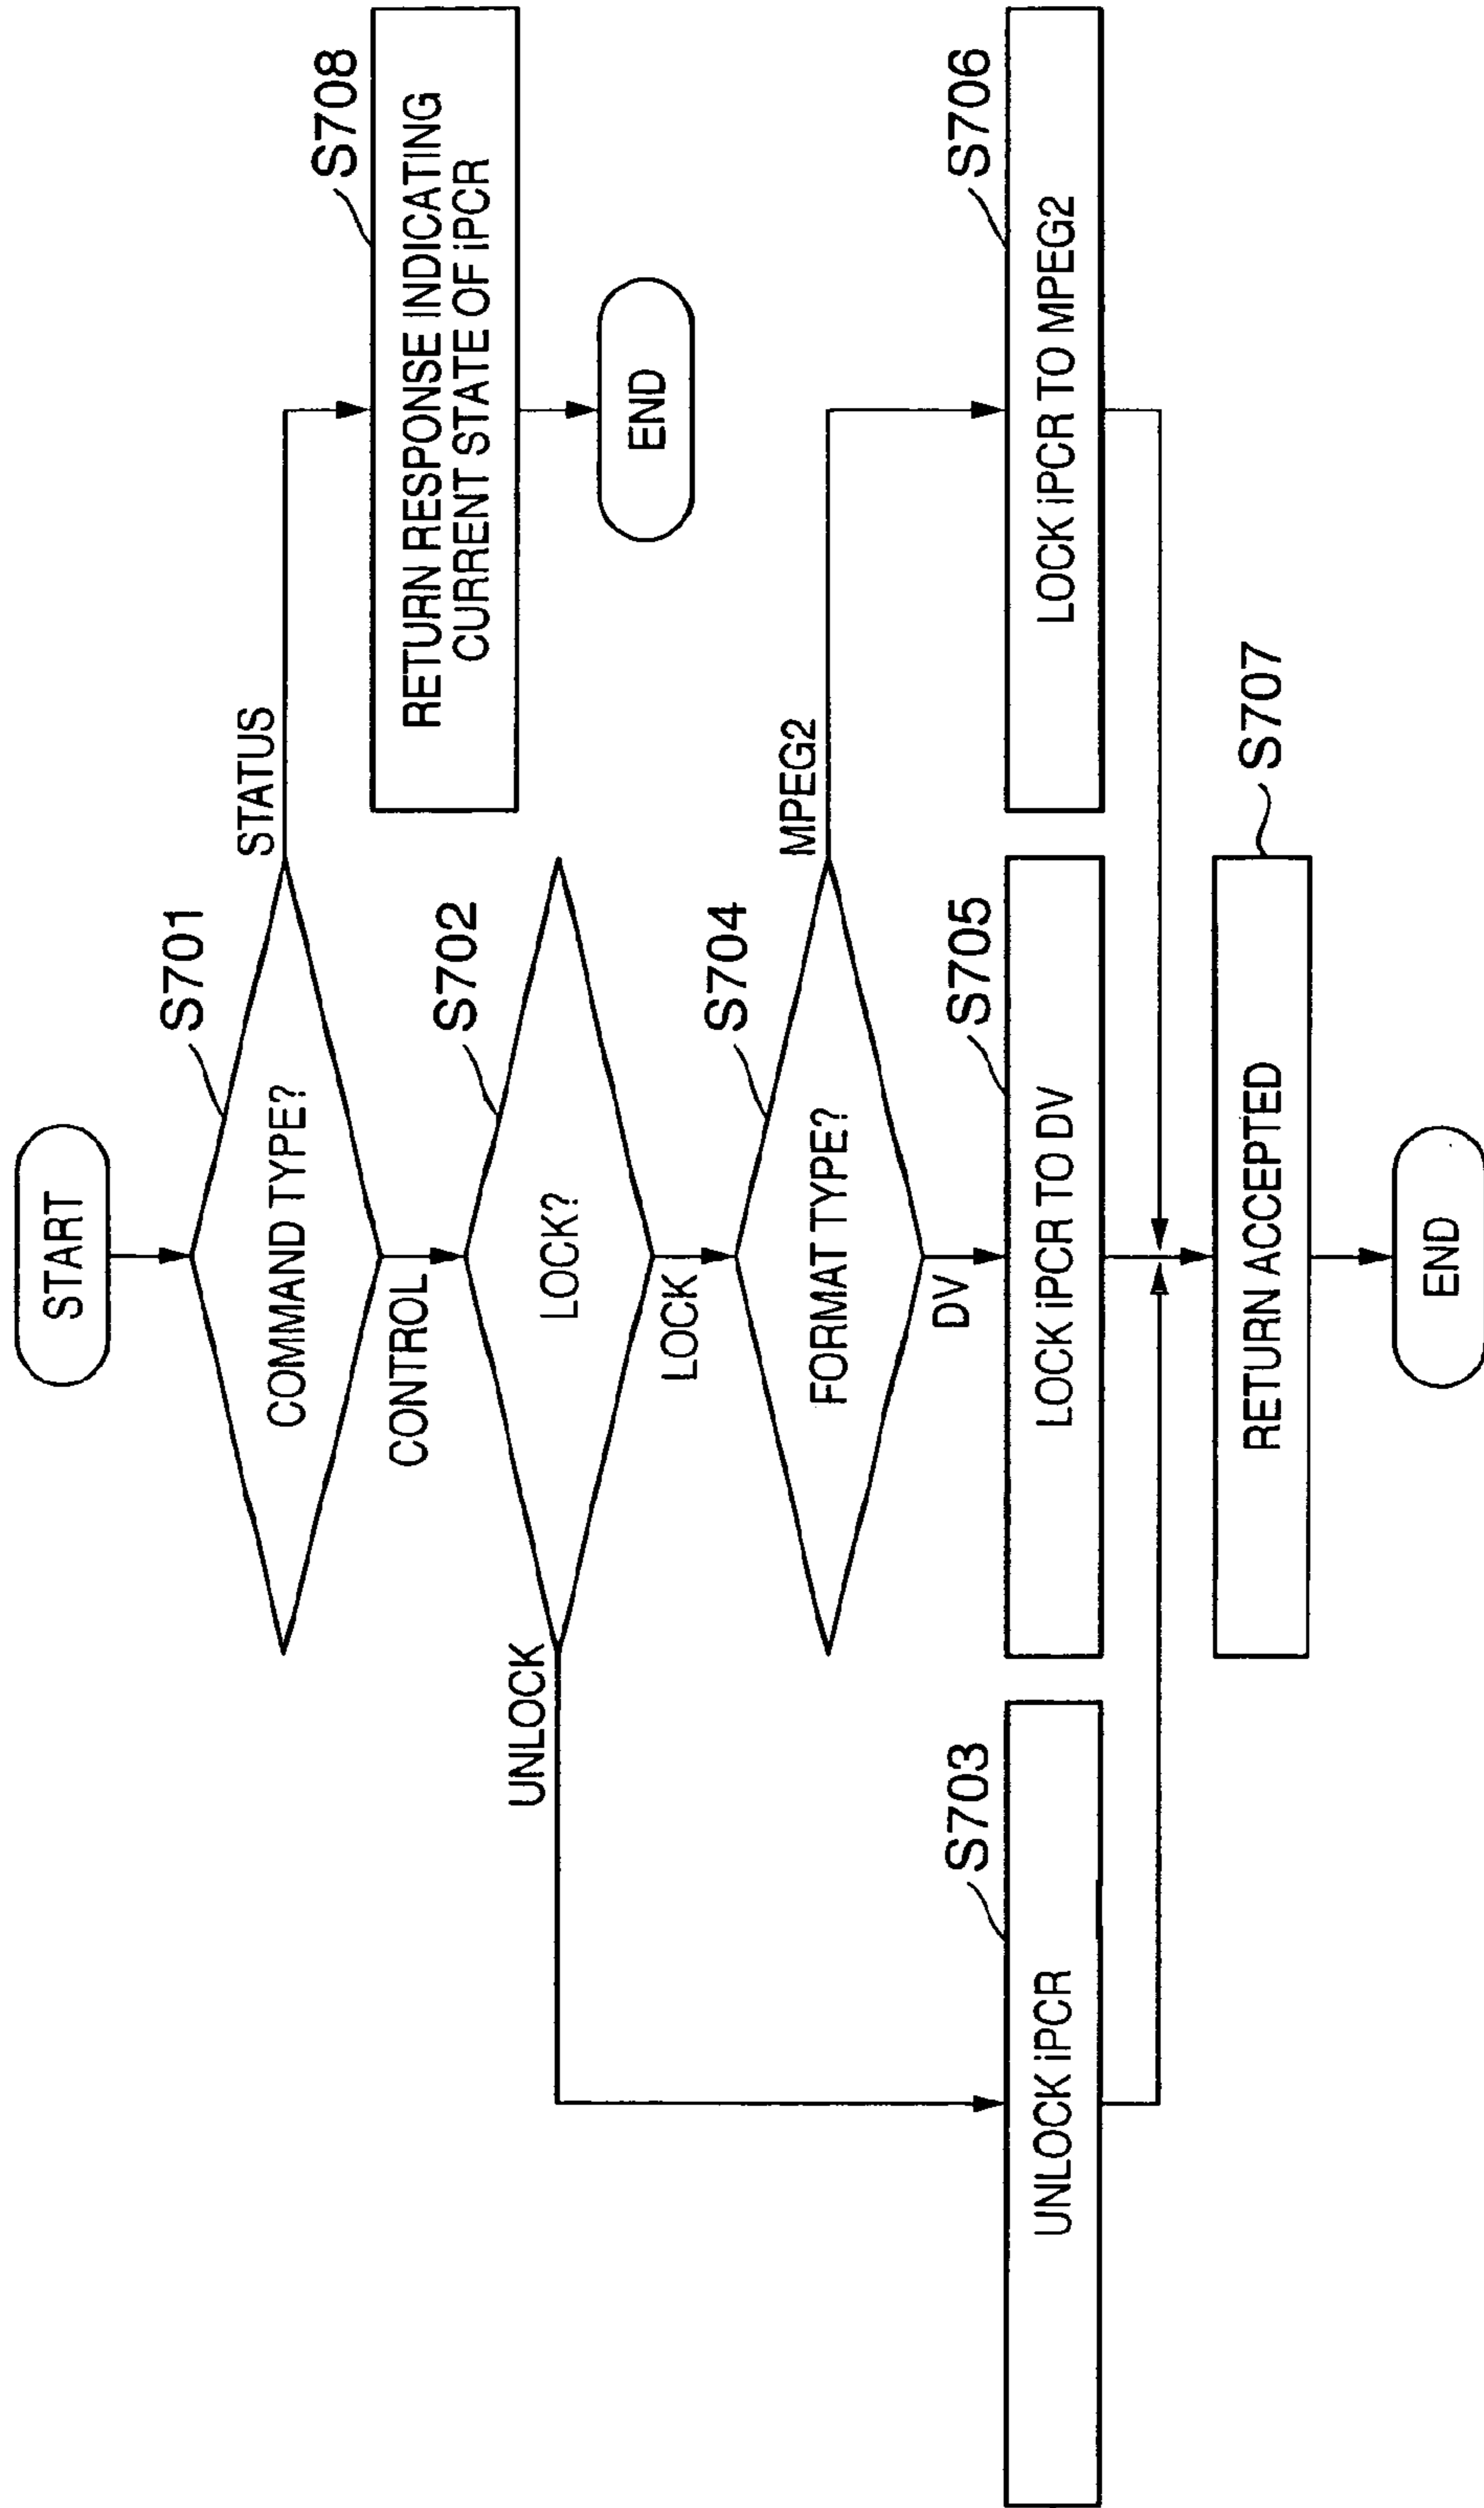 START
S701
COMMAND TYPE?
STATUS
CONTROL
S708
RETURN RESPONSE INDICATING
CURRENT STATE OF iPCR
END
S702
LOCK?
UNLOCK
LOCK
S704
FORMAT TYPE?
MPEG2
DV
S703
UNLOCK iPCR
S705
LOCK iPCR TO DV
S706
LOCK iPCR TO MPEG2
S707
RETURN ACCEPTED
END